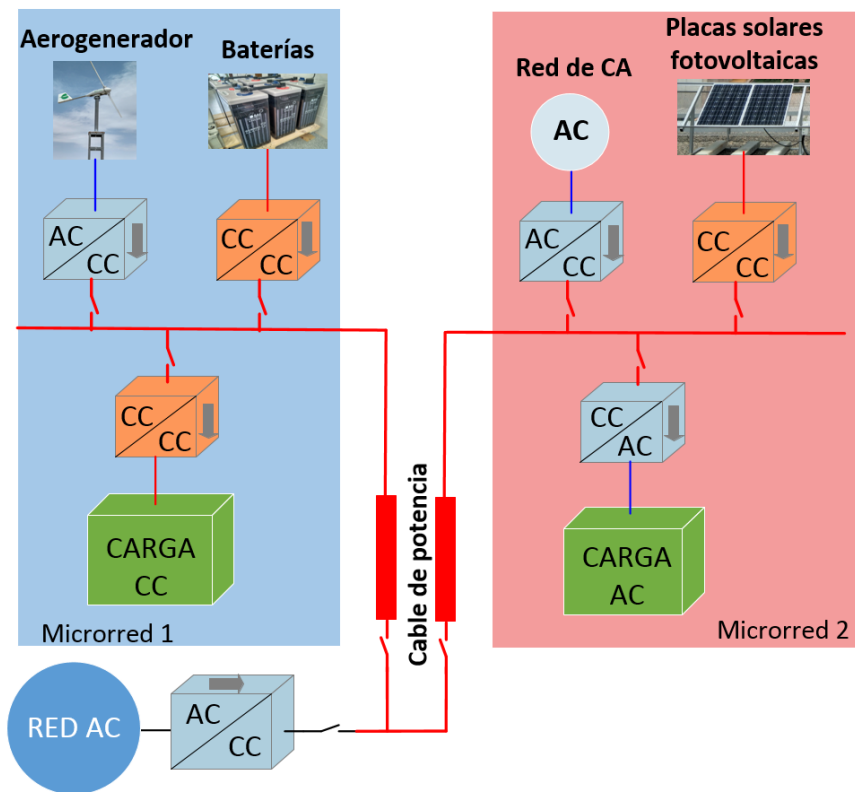 Aerogenerador
Baterías
AC
CC
CC
CC
CC
CC
CARGA
CC
Microrred 1
Cable de potencia
Placas solares
fotovoltaicas
Red de CA
AC
AC
CC
CC
CC
CC
AC
CARGA
AC
Microrred 2
RED AC
AC
CC